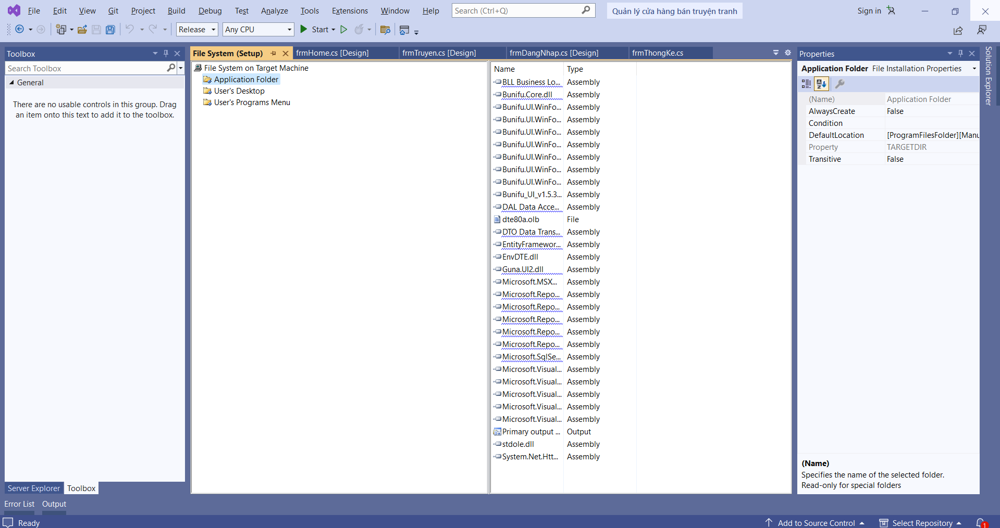 File Edit View Git Project Build Debug Test Analyze Tools Extensions Window Help Search (Ctrl+Q) Quản lý cửa hàng bán truyện tranh Sign in
Release Any CPU Start
Toolbox
Search Toolbox
General
There are no usable controls in this group. Drag
an item onto this text to add it to the toolbox.
Server Explorer Toolbox
File System (Setup) frmHome.cs [Design] frmTruyen.cs [Design] frmDangNhap.cs [Design] frmThongKe.cs
File System on Target Machine
Application Folder
User's Desktop
User's Programs Menu
Name Type
BLL Business Lo... Assembly
Bunifu.Core.dll Assembly
Bunifu.UI.WinFo... Assembly
Bunifu.UI.WinFo... Assembly
Bunifu.UI.WinFo... Assembly
Bunifu.UI.WinFo... Assembly
Bunifu.UI.WinFo... Assembly
Bunifu.UI.WinFo... Assembly
Bunifu.UI.WinFo... Assembly
Bunifu_UI_v1.5.3... Assembly
DAL Data Acce... Assembly
dte80a.olb File
DTO Data Trans... Assembly
EntityFramewor... Assembly
EnvDTE.dll Assembly
Guna.UI2.dll Assembly
Microsoft.MSX... Assembly
Microsoft.Repo... Assembly
Microsoft.Repo... Assembly
Microsoft.Repo... Assembly
Microsoft.Repo... Assembly
Microsoft.Repo... Assembly
Microsoft.SqlSe... Assembly
Microsoft.Visual... Assembly
Microsoft.Visual... Assembly
Microsoft.Visual... Assembly
Microsoft.Visual... Assembly
Microsoft.Visual... Assembly
Primary output ... Output
stdole.dll Assembly
System.Net.Htt... Assembly
Properties
Application Folder File Installation Properties
(Name) Application Folder
AlwaysCreate False
Condition
DefaultLocation [ProgramFilesFolder][Manu
Property TARGETDIR
Transitive False
(Name)
Specifies the name of the selected folder.
Read-only for special folders
Solution Explorer
Error List Output
Ready Add to Source Control Select Repository 1